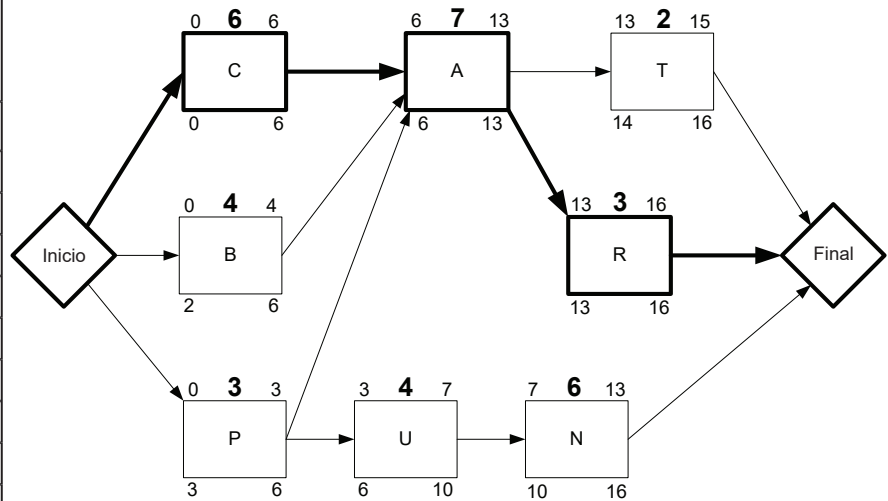 0 6 6
C
0 6
6 7 13
A
6 13
13 2 15
T
14 16
0 4 4
B
2 6
Inicio
13 3 16
R
13 16
Final
0 3 3
P
3 6
3 4 7
U
6 10
7 6 13
N
10 16